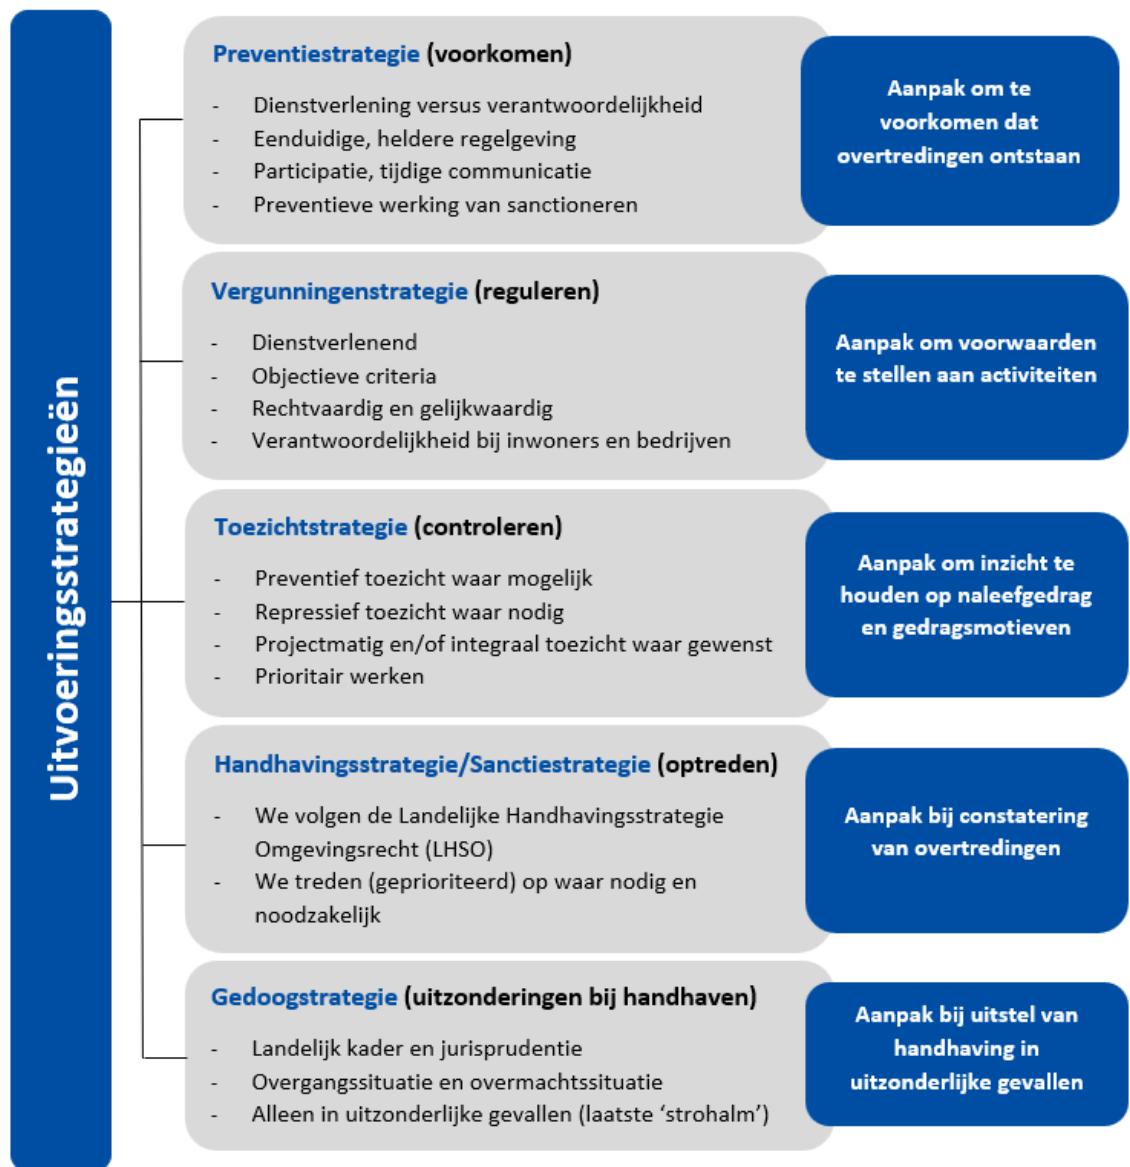 Uitvoeringsstrategieën
Preventiestrategie (voorkomen)
- Dienstverlening versus verantwoordelijkheid
- Eenduidige, heldere regelgeving
- Participatie, tijdige communicatie
- Preventieve werking van sanctioneren
Aanpak om te
voorkomen dat
overtredingen ontstaan
Vergunningenstrategie (reguleren)
- Dienstverlenend
- Objectieve criteria
- Rechtvaardig en gelijkwaardig
- Verantwoordelijkheid bij inwoners en bedrijven
Aanpak om voorwaarden
te stellen aan activiteiten
Toezichtstrategie (controleren)
- Preventief toezicht waar mogelijk
- Repressief toezicht waar nodig
- Projectmatig en/of integraal toezicht waar gewenst
- Prioritair werken
Aanpak om inzicht te
houden op naleefgedrag
en gedragsmotieven
Handhavingsstrategie/Sanctiestrategie (optreden)
- We volgen de Landelijke Handhavingsstrategie
Omgevingsrecht (LHSO)
- We treden (geprioriteerd) op waar nodig en
noodzakelijk
Aanpak bij constatering
van overtredingen
Gedoogstrategie (uitzonderingen bij handhaven)
- Landelijk kader en jurisprudentie
- Overgangssituatie en overmachtssituatie
- Alleen in uitzonderlijke gevallen (laatste ‘strohalm’)
Aanpak bij uitstel van
handhaving in
uitzonderlijke gevallen